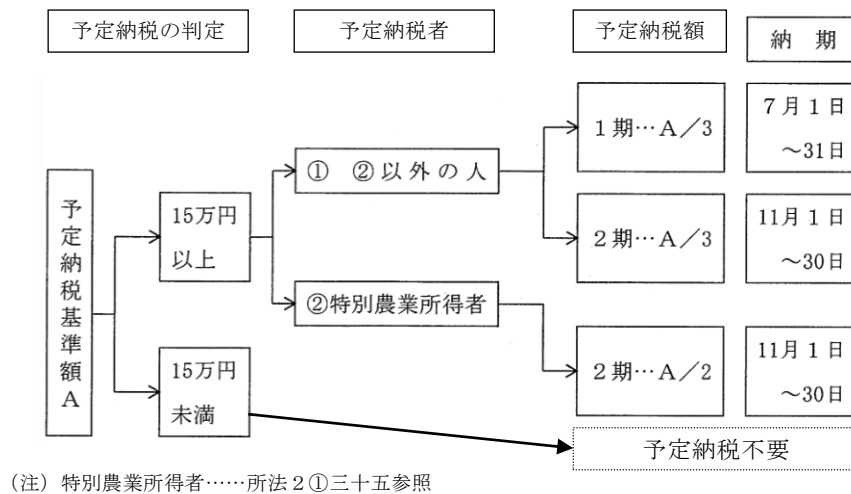 予定納税の判定
予定納税者
予定納税額
納　期
予定納税基準額A
15万円
以上
15万円
未満
①　②以外の人
②特別農業所得者
1期…A／3
7月1日
～31日
2期…A／3
11月1日
～30日
2期…A／2
11月1日
～30日
予定納税不要
（注）特別農業所得者……所法2①三十五参照